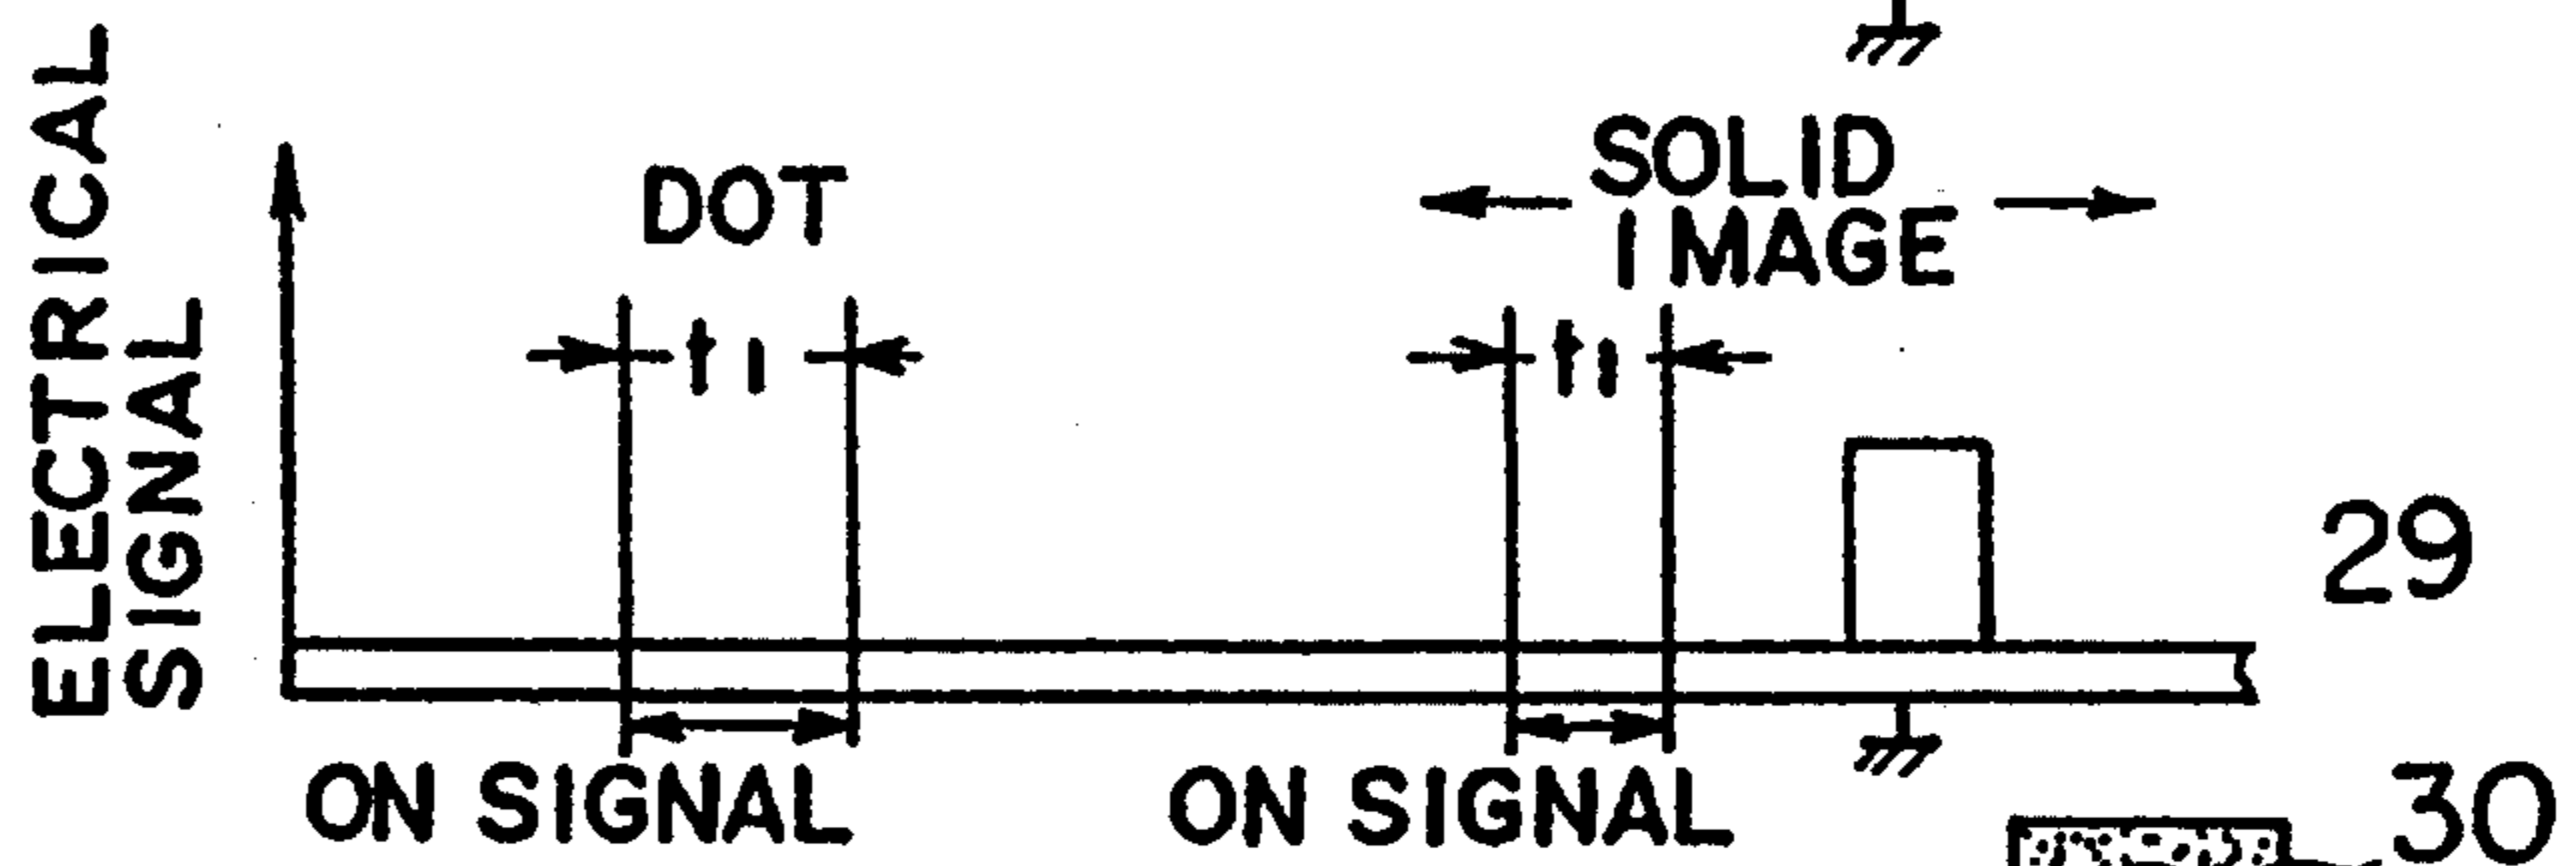 ELECTRICAL
SIGNAL
DOT
SOLID
IMAGE
t1
t1
29
ON SIGNAL
ON SIGNAL
30